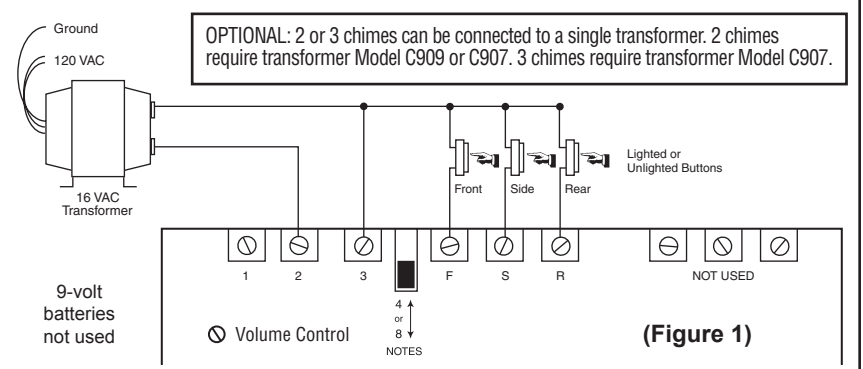 Ground
120 VAC
OPTIONAL: 2 or 3 chimes can be connected to a single transformer. 2 chimes
require transformer Model C909 or C907. 3 chimes require transformer Model C907.
Lighted or
Unlighted Buttons
Front Side Rear
16 VAC
Transformer
1 2 3 F S R NOT USED
9-volt
batteries
not used
4
or
8
NOTES
Volume Control
(Figure 1)